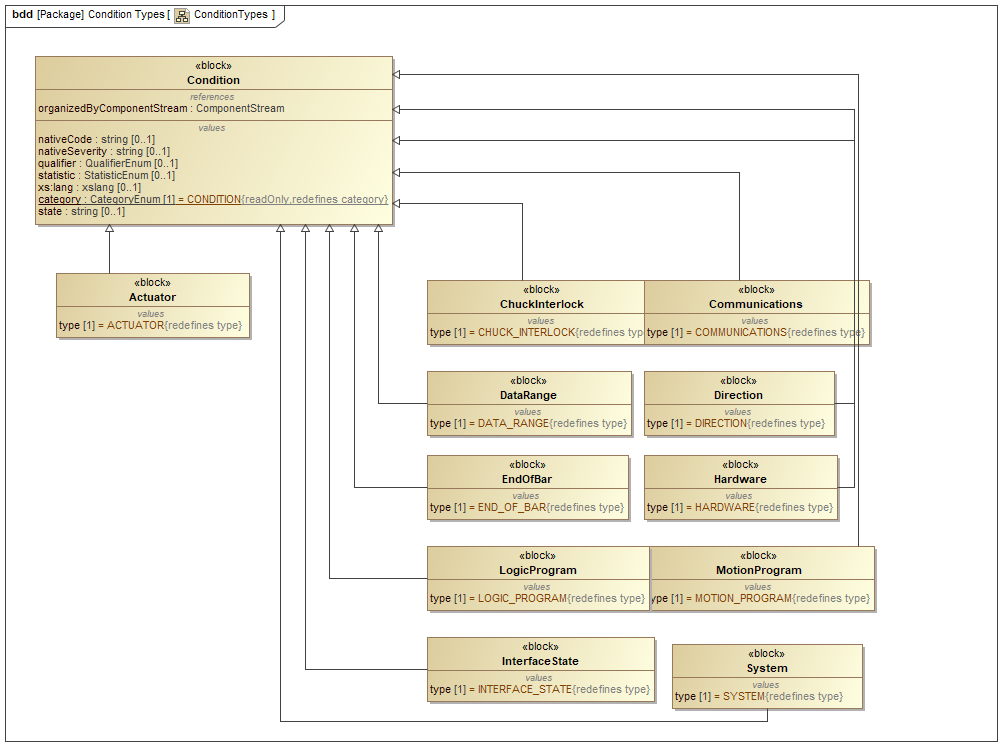 bdd [Package] Condition Types [ ConditionTypes ]
«block»
Condition
references
organizedByComponentStream : ComponentStream
values
nativeCode : string [0..1]
nativeSeverity : string [0..1]
qualifier : QualifierEnum [0..1]
statistic : StatisticEnum [0..1]
xs:lang : xslang [0..1]
category : CategoryEnum [1] = CONDITION{readOnly,redefines category}
state : string [0..1]
«block»
Actuator
values
type [1] = ACTUATOR{redefines type}
«block»
ChuckInterlock
values
type [1] = CHUCK_INTERLOCK{redefines typ
«block»
Communications
values
type [1] = COMMUNICATIONS{redefines type}
«block»
DataRange
values
type [1] = DATA_RANGE{redefines type}
«block»
Direction
values
type [1] = DIRECTION{redefines type}
«block»
EndOfBar
values
type [1] = END_OF_BAR{redefines type}
«block»
Hardware
values
type [1] = HARDWARE{redefines type}
«block»
LogicProgram
values
type [1] = LOGIC_PROGRAM{redefines type}
«block»
MotionProgram
values
ype [1] = MOTION_PROGRAM{redefines type}
«block»
InterfaceState
values
type [1] = INTERFACE_STATE{redefines type}
«block»
System
values
type [1] = SYSTEM{redefines type}